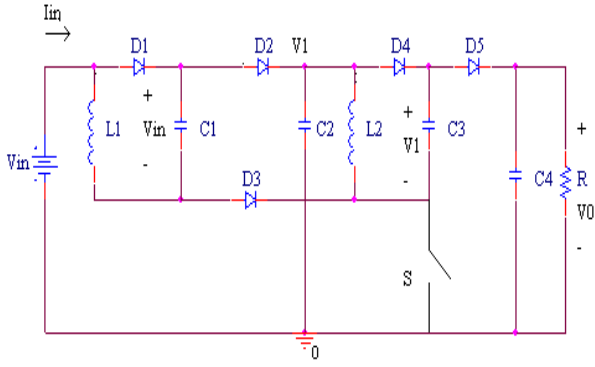 Iin
D1
D2
V1
D4
D5
L1
+
Vin
-
C1
C2
L2
+
V1
-
C3
+
Vin
D3
C4
R
V0
-
S
0